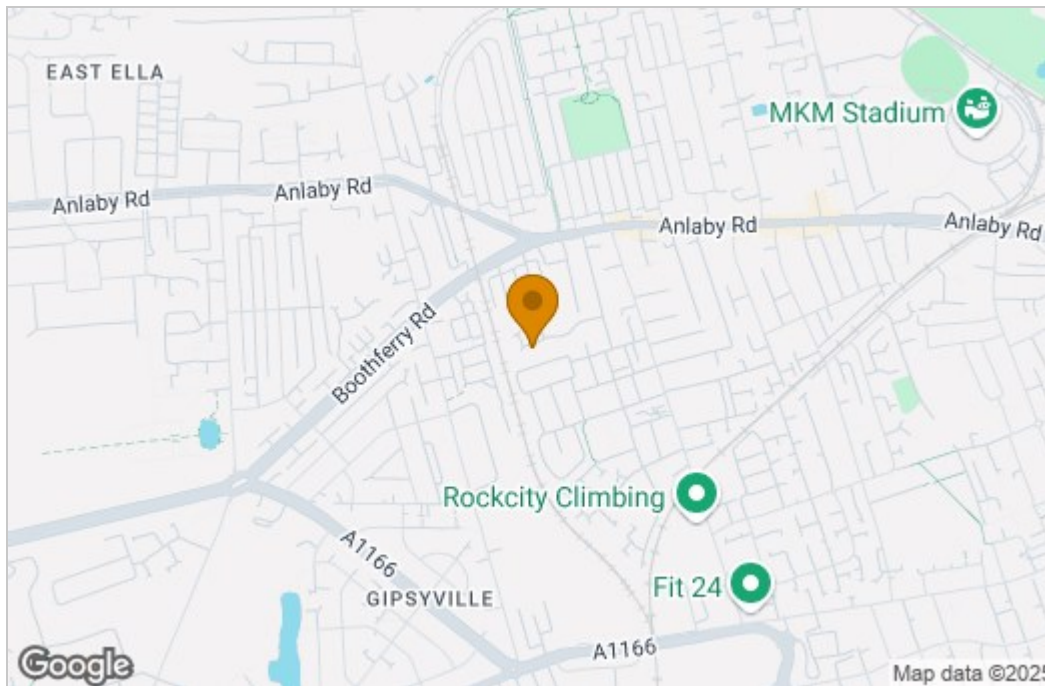 EAST ELLA
MKM Stadium
Anlaby Rd
Anlaby Rd
Anlaby Rd
Anlaby Rd
Boothferry Rd
Rockcity Climbing
A1166
Fit 24
GIPSYVILLE
A1166
Google
Map data ©2025